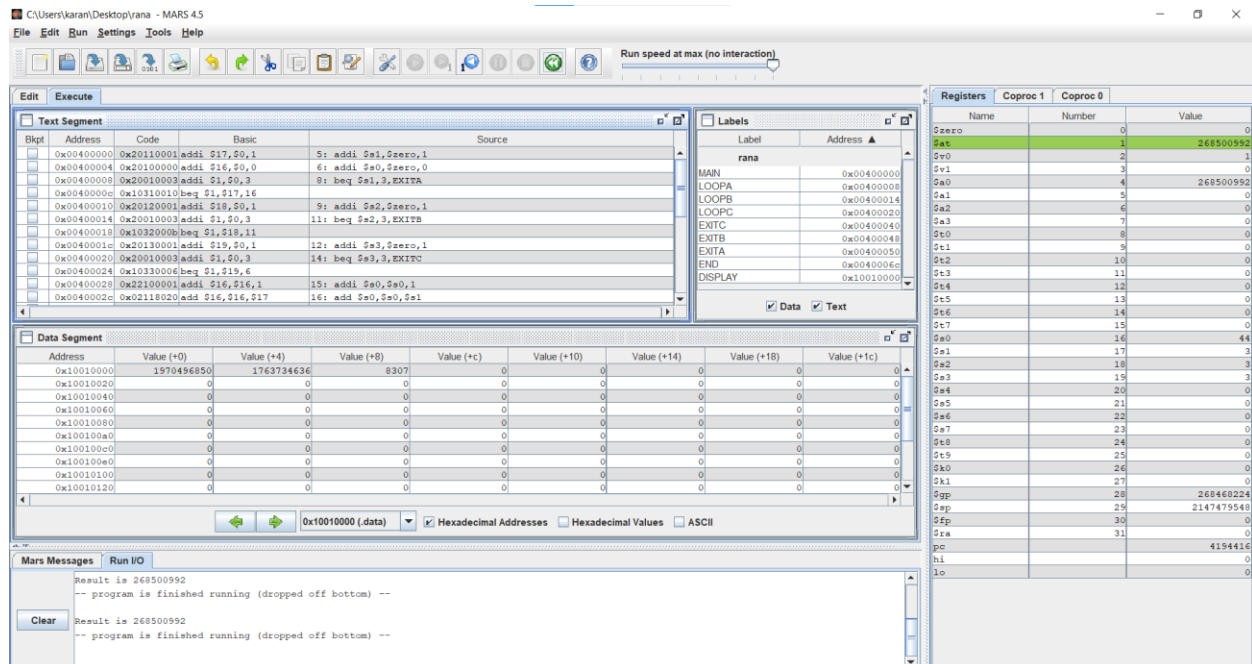 C:\Users\karan\Desktop\rana - MARS 4.5
File Edit Run Settings Tools Help
Run speed at max (no interaction)
Edit Execute
Text Segment
Bkpt Address Code Basic Source
0x00400000 0x20110001 addi $17,$0,1 5: addi $s1,$zero,1
0x00400004 0x20100000 addi $16,$0,0 6: addi $s0,$zero,0
0x00400008 0x20010003 addi $1,$0,3 8: beq $s1,3,EXITA
0x0040000c 0x10310010 beq $1,$17,16
0x00400010 0x20120001 addi $18,$0,1 9: addi $s2,$zero,1
0x00400014 0x20010003 addi $1,$0,3 11: beq $s2,3,EXITB
0x00400018 0x1032000b beq $1,$18,11
0x0040001c 0x20130001 addi $19,$0,1 12: addi $s3,$zero,1
0x00400020 0x20010003 addi $1,$0,3 14: beq $s3,3,EXITC
0x00400024 0x10330006 beq $1,$19,6
0x00400028 0x22100001 addi $16,$16,1 15: addi $s0,$s0,1
0x0040002c 0x02118020 add $16,$16,$17 16: add $s0,$s0,$s1
Labels
Label Address ▲
rana
MAIN 0x00400000
LOOPA 0x00400008
LOOPB 0x00400014
LOOPC 0x00400020
EXITC 0x00400040
EXITB 0x00400048
EXITA 0x00400050
END 0x0040006c
DISPLAY 0x10010000
Data Text
Data Segment
Address Value (+0) Value (+4) Value (+8) Value (+c) Value (+10) Value (+14) Value (+18) Value (+1c)
0x10010000 1970496850 1763734636 8307 0 0 0 0 0
0x10010020 0 0 0 0 0 0 0 0
0x10010040 0 0 0 0 0 0 0 0
0x10010060 0 0 0 0 0 0 0 0
0x10010080 0 0 0 0 0 0 0 0
0x100100a0 0 0 0 0 0 0 0 0
0x100100c0 0 0 0 0 0 0 0 0
0x100100e0 0 0 0 0 0 0 0 0
0x10010100 0 0 0 0 0 0 0 0
0x10010120 0 0 0 0 0 0 0 0
0x10010000 (.data) Hexadecimal Addresses Hexadecimal Values ASCII
Mars Messages Run I/O
Clear
Result is 268500992
-- program is finished running (dropped off bottom) --
Result is 268500992
-- program is finished running (dropped off bottom) --
Registers Coproc 1 Coproc 0
Name Number Value
$zero 0 0
$at 1 268500992
$v0 2 1
$v1 3 0
$a0 4 268500992
$a1 5 0
$a2 6 0
$a3 7 0
$t0 8 0
$t1 9 0
$t2 10 0
$t3 11 0
$t4 12 0
$t5 13 0
$t6 14 0
$t7 15 0
$s0 16 44
$s1 17 3
$s2 18 3
$s3 19 3
$s4 20 0
$s5 21 0
$s6 22 0
$s7 23 0
$t8 24 0
$t9 25 0
$k0 26 0
$k1 27 0
$gp 28 268468224
$sp 29 2147479548
$fp 30 0
$ra 31 0
pc 4194416
hi 0
lo 0